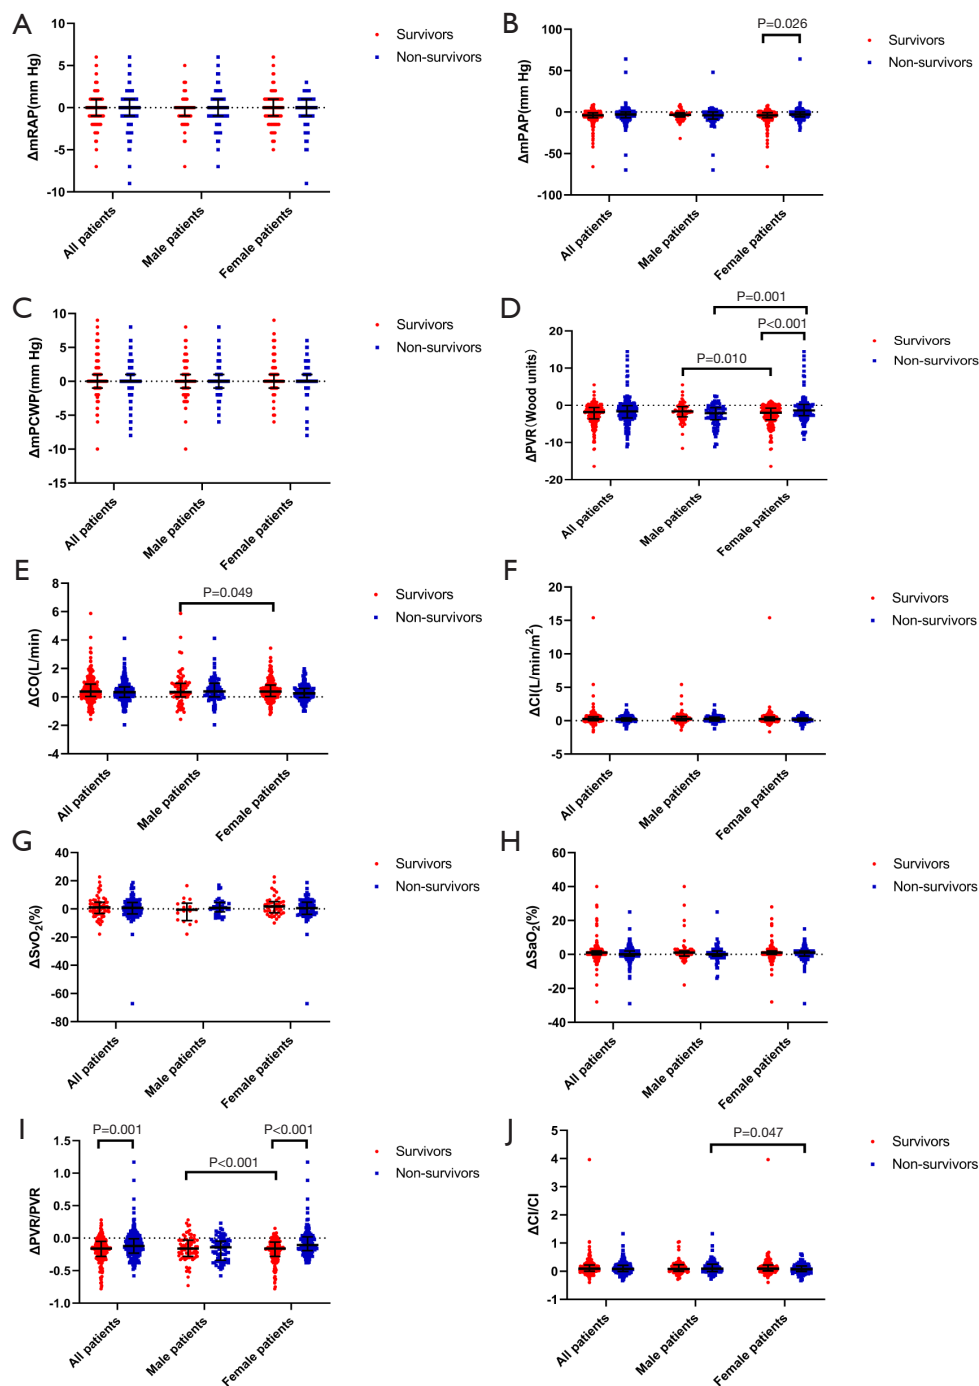 A
ΔmRAP(mm Hg)
10
5
0
-5
-10
All patients
Male patients
Female patients
Survivors
Non-survivors
B
ΔmPAP(mm Hg)
100
50
0
-50
-100
P=0.026
All patients
Male patients
Female patients
Survivors
Non-survivors
C
ΔmPCWP(mm Hg)
10
5
0
-5
-10
-15
All patients
Male patients
Female patients
Survivors
Non-survivors
D
ΔPVR(Wood units)
20
10
0
-10
-20
P=0.001
P<0.001
P=0.010
All patients
Male patients
Female patients
Survivors
Non-survivors
E
ΔCO(L/min)
8
6
4
2
0
-2
-4
P=0.049
All patients
Male patients
Female patients
Survivors
Non-survivors
F
ΔCI(L/min/m²)
20
15
10
5
0
-5
All patients
Male patients
Female patients
Survivors
Non-survivors
G
ΔSvO₂(%)
40
20
0
-20
-40
-60
-80
All patients
Male patients
Female patients
Survivors
Non-survivors
H
ΔSaO₂(%)
60
40
20
0
-20
-40
All patients
Male patients
Female patients
Survivors
Non-survivors
I
ΔPVR/PVR
1.5
1.0
0.5
0.0
-0.5
-1.0
P=0.001
P<0.001
P<0.001
All patients
Male patients
Female patients
Survivors
Non-survivors
J
ΔCI/CI
5
4
3
2
1
0
-1
P=0.047
All patients
Male patients
Female patients
Survivors
Non-survivors